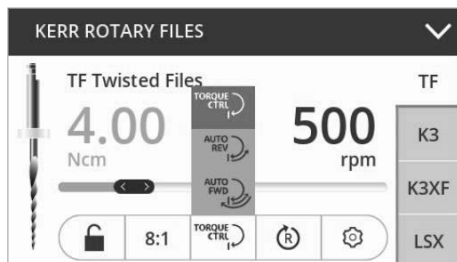 KERR ROTARY FILES
TF Twisted Files
TF
4.00
Ncm
TORQUE
CTRL
AUTO
REV
AUTO
FWD
500
rpm
K3
K3XF
LSX
8:1
TORQUE
CTRL
R